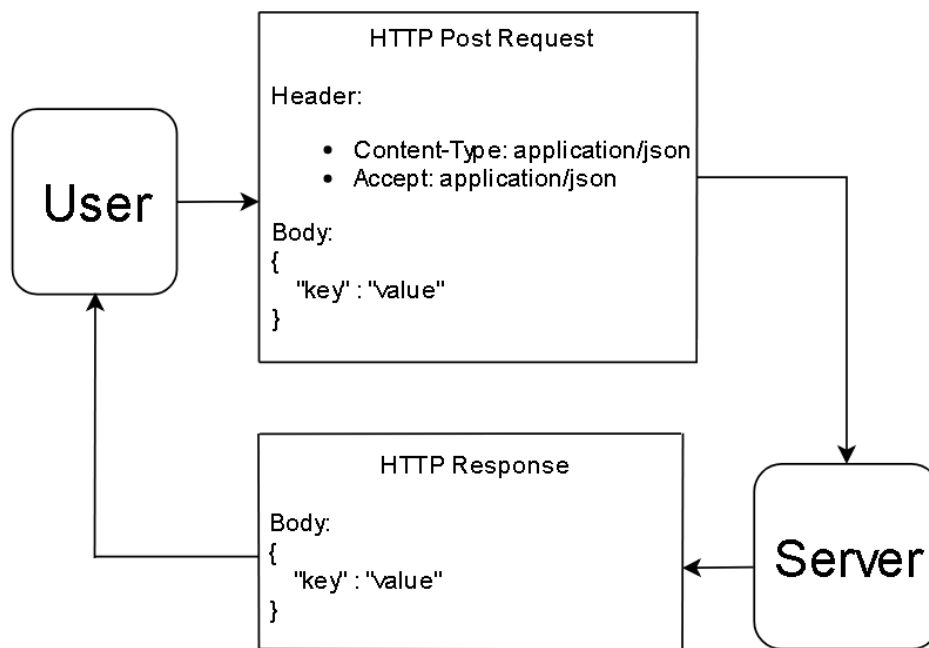 User
HTTP Post Request
Header:
• Content-Type: application/json
• Accept: application/json
Body:
{
"key" : "value"
}
HTTP Response
Body:
{
"key" : "value"
}
Server